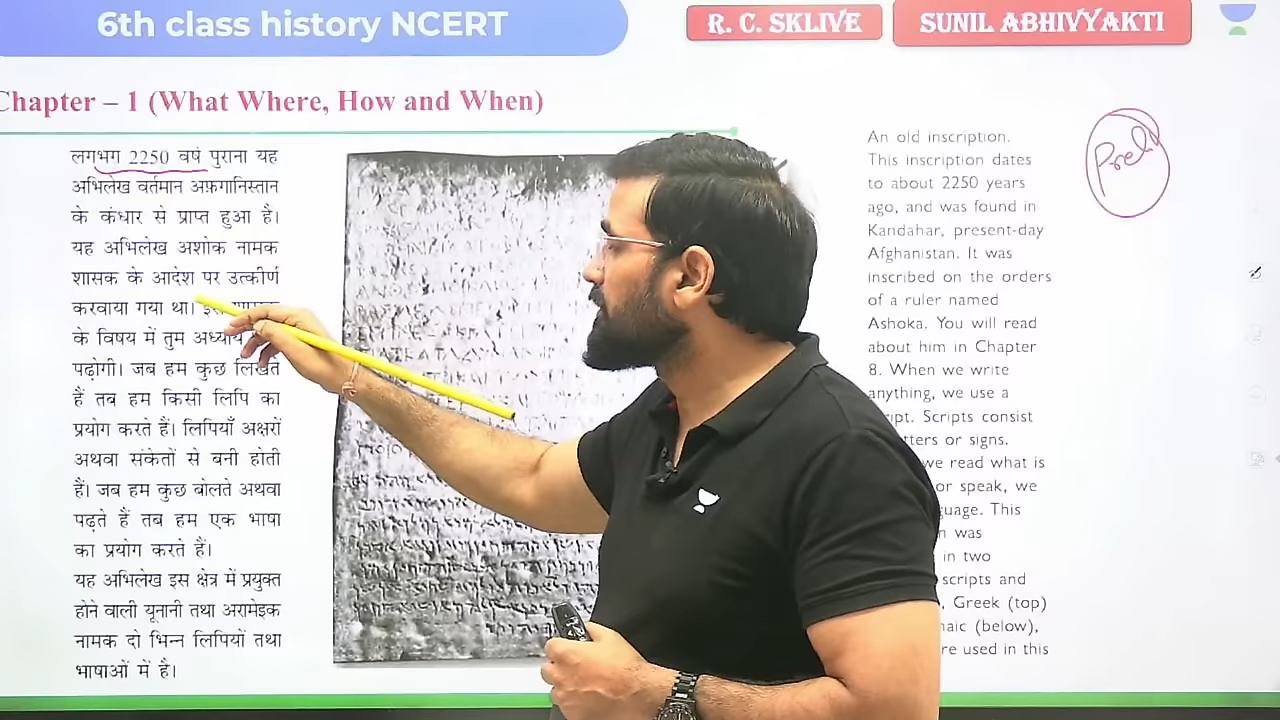 6th class history NCERT
R. C. SKLIVE
SUNIL ABHIVYAKTI
Chapter – 1 (What Where, How and When)
लगभग 2250 वर्ष पुराना यह
अभिलेख वर्तमान अफ़गानिस्तान
के कंधार से प्राप्त हुआ है।
यह अभिलेख अशोक नामक
शासक के आदेश पर उत्कीर्ण
करवाया गया था।
के विषय में तुम अध्याय
पढ़ोगी। जब हम कुछ लिखते
हैं तब हम किसी लिपि का
प्रयोग करते हैं। लिपियाँ अक्षरों
अथवा संकेतों से बनी होती
हैं। जब हम कुछ बोलते अथवा
पढ़ते हैं तब हम एक भाषा
का प्रयोग करते हैं।
यह अभिलेख इस क्षेत्र में प्रयुक्त
होने वाली यूनानी तथा अरामेइक
नामक दो भिन्न लिपियों तथा
भाषाओं में है।
An old inscription.
This inscription dates
to about 2250 years
ago, and was found in
Kandahar, present-day
Afghanistan. It was
inscribed on the orders
of a ruler named
Ashoka. You will read
about him in Chapter
8. When we write
anything, we use a
Scripts consist
or signs.
we read what is
or speak, we
This
was
in two
scripts and
Greek (top)
(below),
used in this